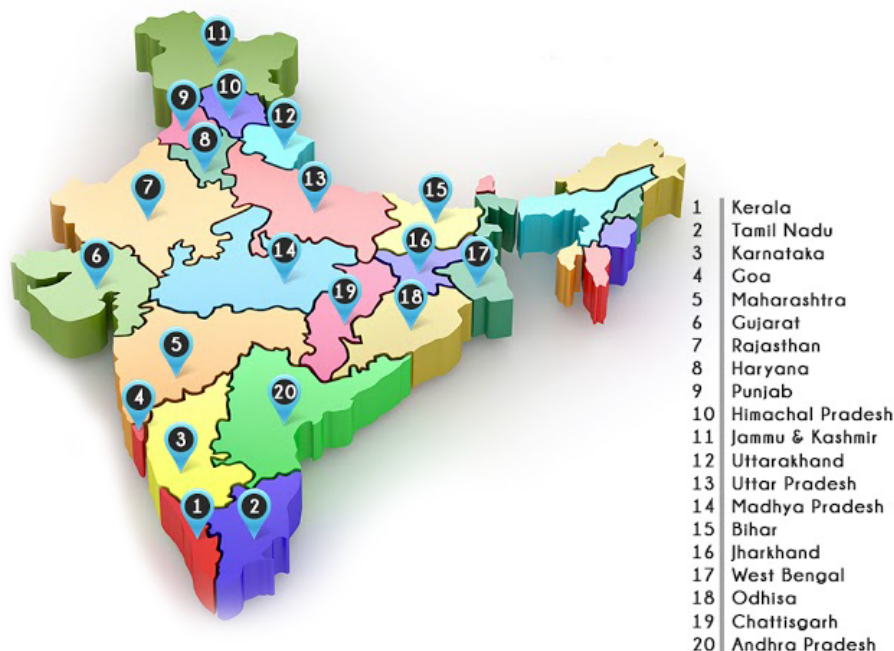 11
10
9
12
8
13
7
15
14
16
6
17
19
18
5
20
4
3
1
2
1 Kerala
2 Tamil Nadu
3 Karnataka
4 Goa
5 Maharashtra
6 Gujarat
7 Rajasthan
8 Haryana
9 Punjab
10 Himachal Pradesh
11 Jammu & Kashmir
12 Uttarakhand
13 Uttar Pradesh
14 Madhya Pradesh
15 Bihar
16 Jharkhand
17 West Bengal
18 Odhisa
19 Chattisgarh
20 Andhra Pradesh